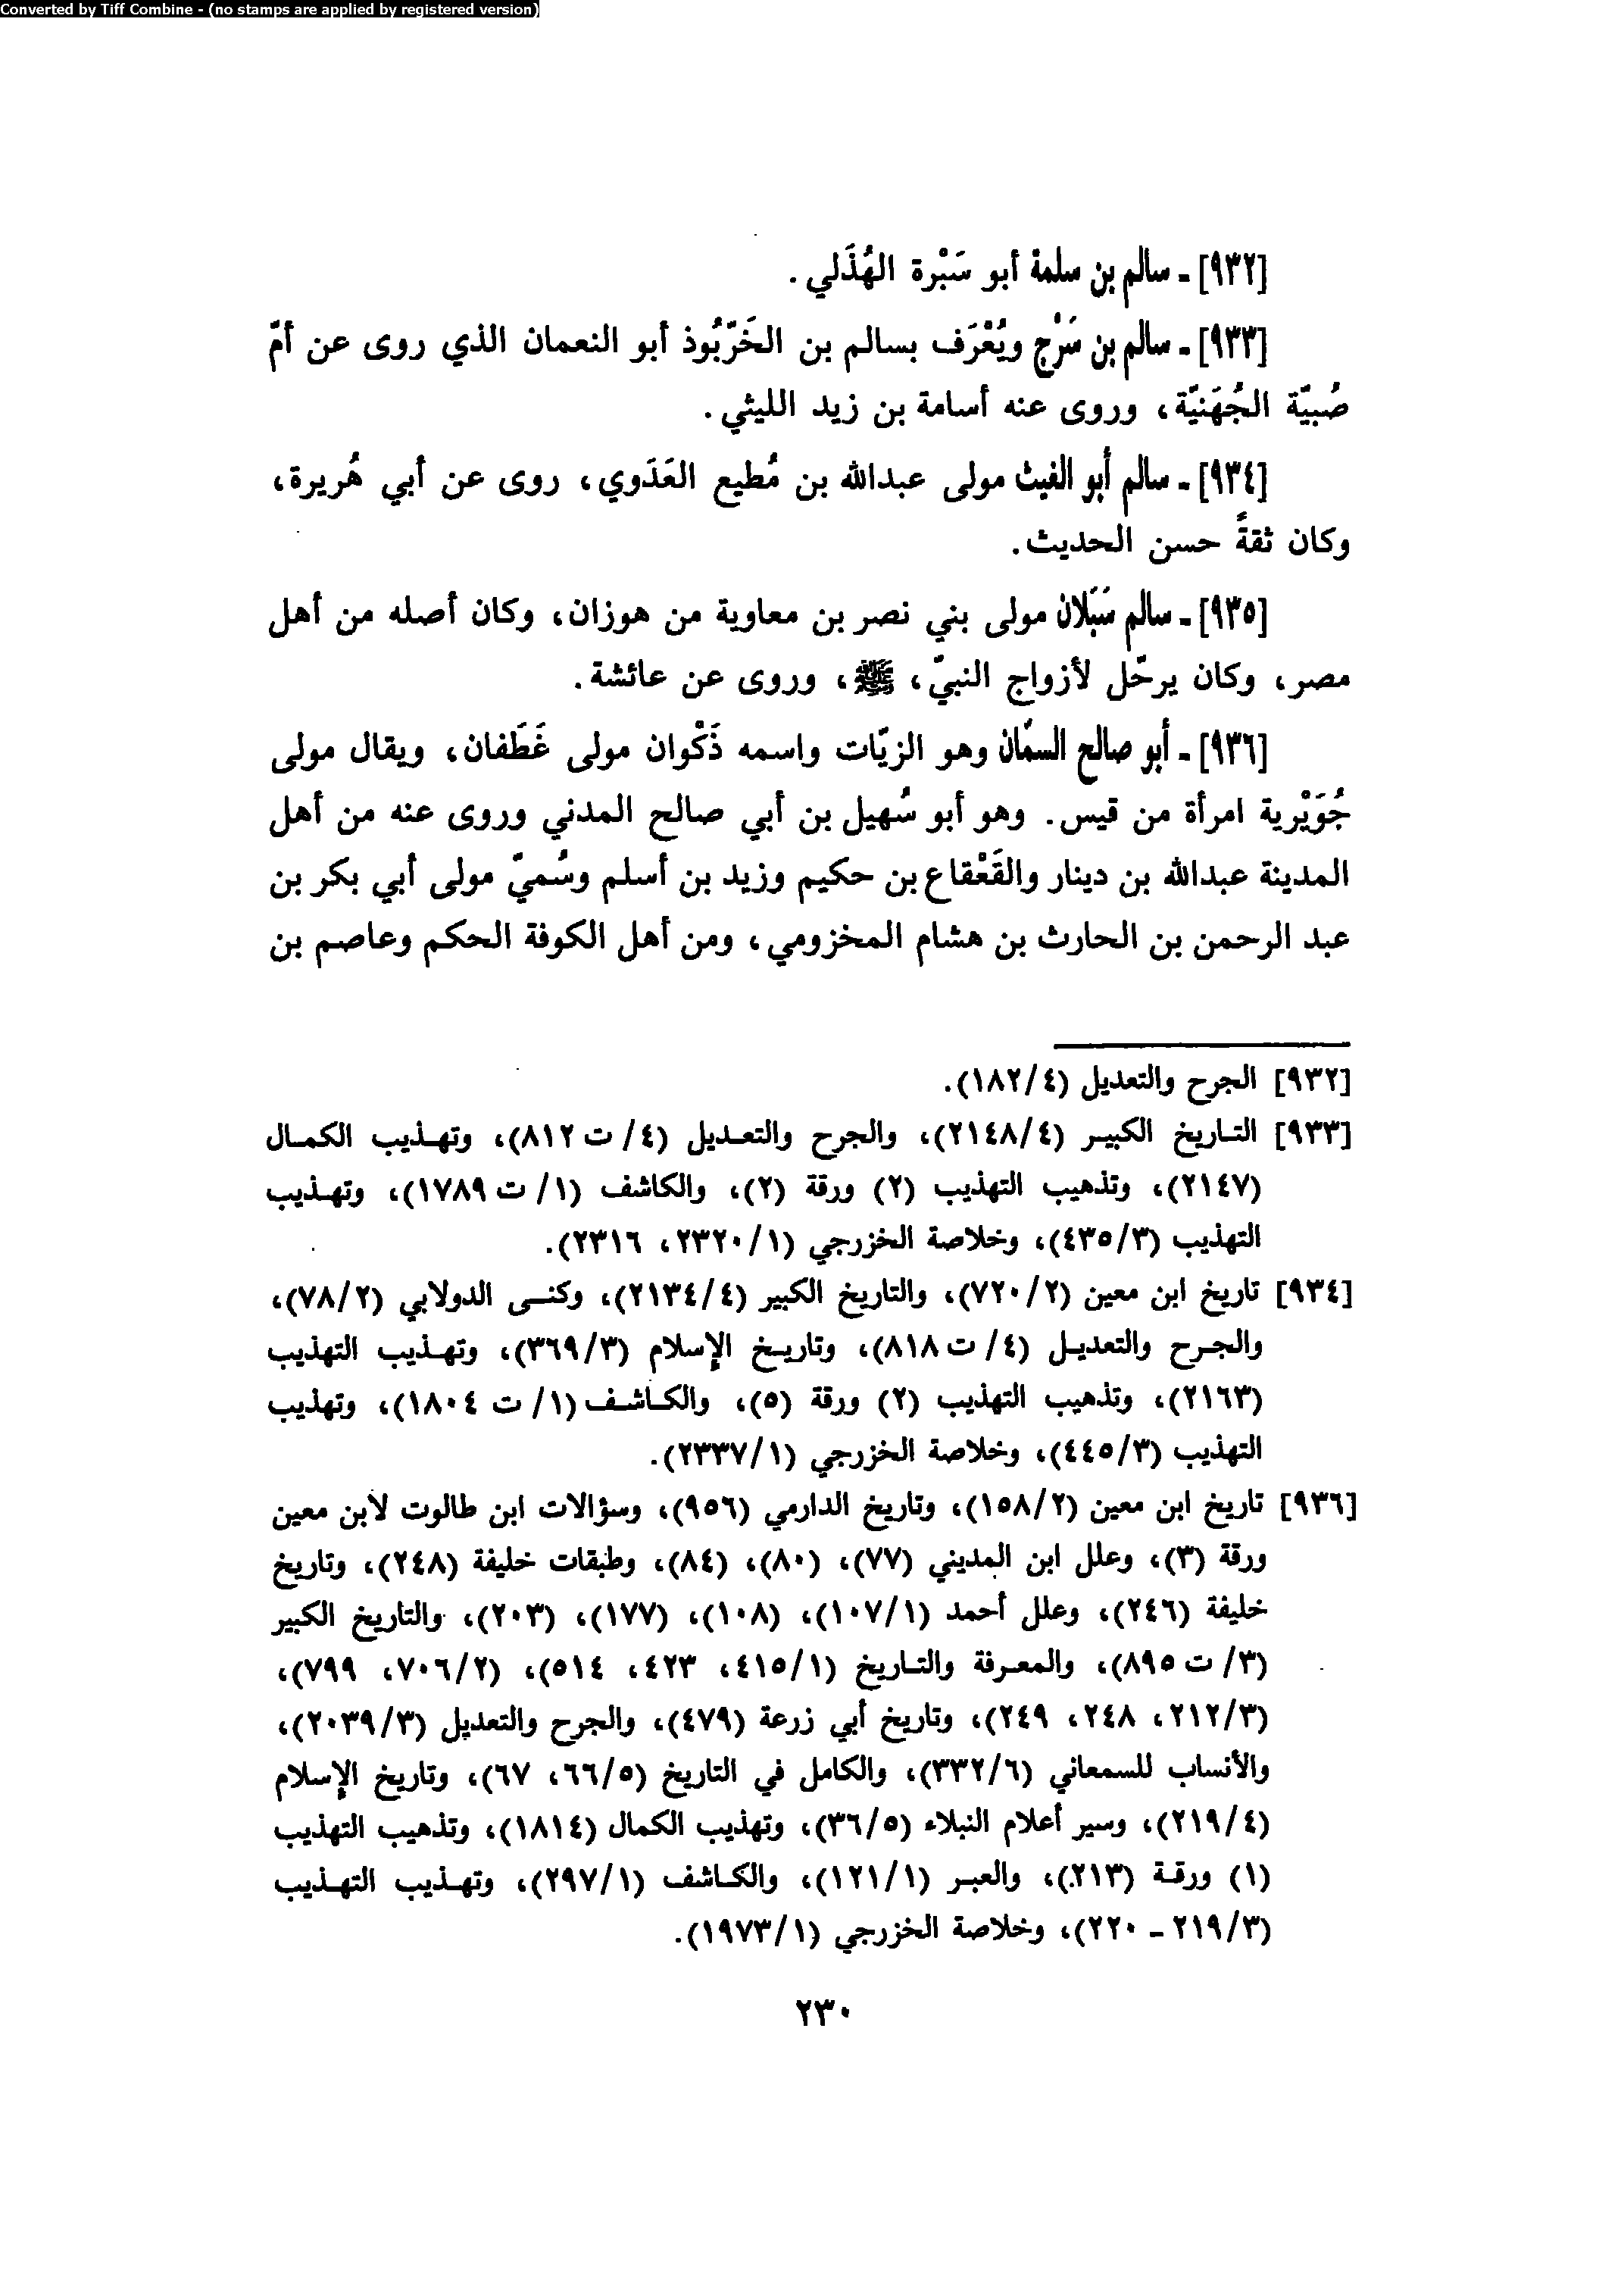 Converted by Tiff Combine - (no stamps are applied by registered version)
[٩٣٢] - سالم بن سلمة أبو سَبْرة الهُذَلي.
[٩٣٣] - سالم بن سَرْج ويُعْرَف بسالم بن الخَرّبُوذ أبو النعمان الذي روى عن أمّ
صُبيّة الجُهَنيّة، وروى عنه أسامة بن زيد الليثي.
[٩٣٤] - سالم أبو الغيث مولى عبدالله بن مُطيع العَدَوي، روى عن أبي هُريرة،
وكان ثقةً حسن الحديث.
[٩٣٥] - سالم سَبَلان مولى بني نصر بن معاوية من هوزان، وكان أصله من أهل
مصر، وكان يرحّل لأزواج النبيّ، ﷺ، وروى عن عائشة.
[٩٣٦] - أبو صالح السمّان وهو الزيّات واسمه ذَكْوان مولى غَطَفان، ويقال مولى
جُوَيْرية امرأة من قيس. وهو أبو سُهيل بن أبي صالح المدني وروى عنه من أهل
المدينة عبدالله بن دينار والقَعْقاع بن حكيم وزيد بن أسلم وسُميّ مولى أبي بكر بن
عبد الرحمن بن الحارث بن هشام المخزومي، ومن أهل الكوفة الحكم وعاصم بن
[٩٣٢] الجرح والتعديل (٤/١٨٢).
[٩٣٣] التاريخ الكبير (٤/٢١٤٨)، والجرح والتعديل (٤/ ت ٨١٢)، وتهذيب الكمال
(٢١٤٧)، وتذهيب التهذيب (٢) ورقة (٢)، والكاشف (١/ ت ١٧٨٩)، وتهذيب
التهذيب (٣/٤٣٥)، وخلاصة الخزرجي (١/٢٣٢٠، ٢٣١٦).
[٩٣٤] تاريخ ابن معين (٢/٧٢٠)، والتاريخ الكبير (٤/٢١٣٤)، وكنى الدولابي (٢/٧٨)،
والجرح والتعديل (٤/ ت ٨١٨)، وتاريخ الإسلام (٣/٣٦٩)، وتهذيب التهذيب
(٢١٦٣)، وتذهيب التهذيب (٢) ورقة (٥)، والكاشف (١/ ت ١٨٠٤)، وتهذيب
التهذيب (٣/٤٤٥)، وخلاصة الخزرجي (١/٢٣٣٧).
[٩٣٦] تاريخ ابن معين (٢/١٥٨)، وتاريخ الدارمي (٩٥٦)، وسؤالات ابن طالوت لابن معين
ورقة (٣)، وعلل ابن المديني (٧٧)، (٨٠)، (٨٤)، وطبقات خليفة (٢٤٨)، وتاريخ
خليفة (٢٤٦)، وعلل أحمد (١/١٠٧)، (١٠٨)، (١٧٧)، (٢٠٣)، والتاريخ الكبير
(٣/ ت ٨٩٥)، والمعرفة والتاريخ (١/٤١٥، ٤٢٣، ٥١٤)، (٢/٧٠٦، ٧٩٩)،
(٣/٢١٢، ٢٤٨، ٢٤٩)، وتاريخ أبي زرعة (٤٧٩)، والجرح والتعديل (٣/٢٠٣٩)،
والأنساب للسمعاني (٦/٣٣٢)، والكامل في التاريخ (٥/٦٦، ٦٧)، وتاريخ الإسلام
(٤/٢١٩)، وسير أعلام النبلاء (٥/٣٦)، وتهذيب الكمال (١٨١٤)، وتذهيب التهذيب
(١) ورقة (٢١٣)، والعبر (١/١٢١)، والكاشف (١/٢٩٧)، وتهذيب التهذيب
(٣/٢١٩ - ٢٢٠)، وخلاصة الخزرجي (١/١٩٧٣).
٢٣٠